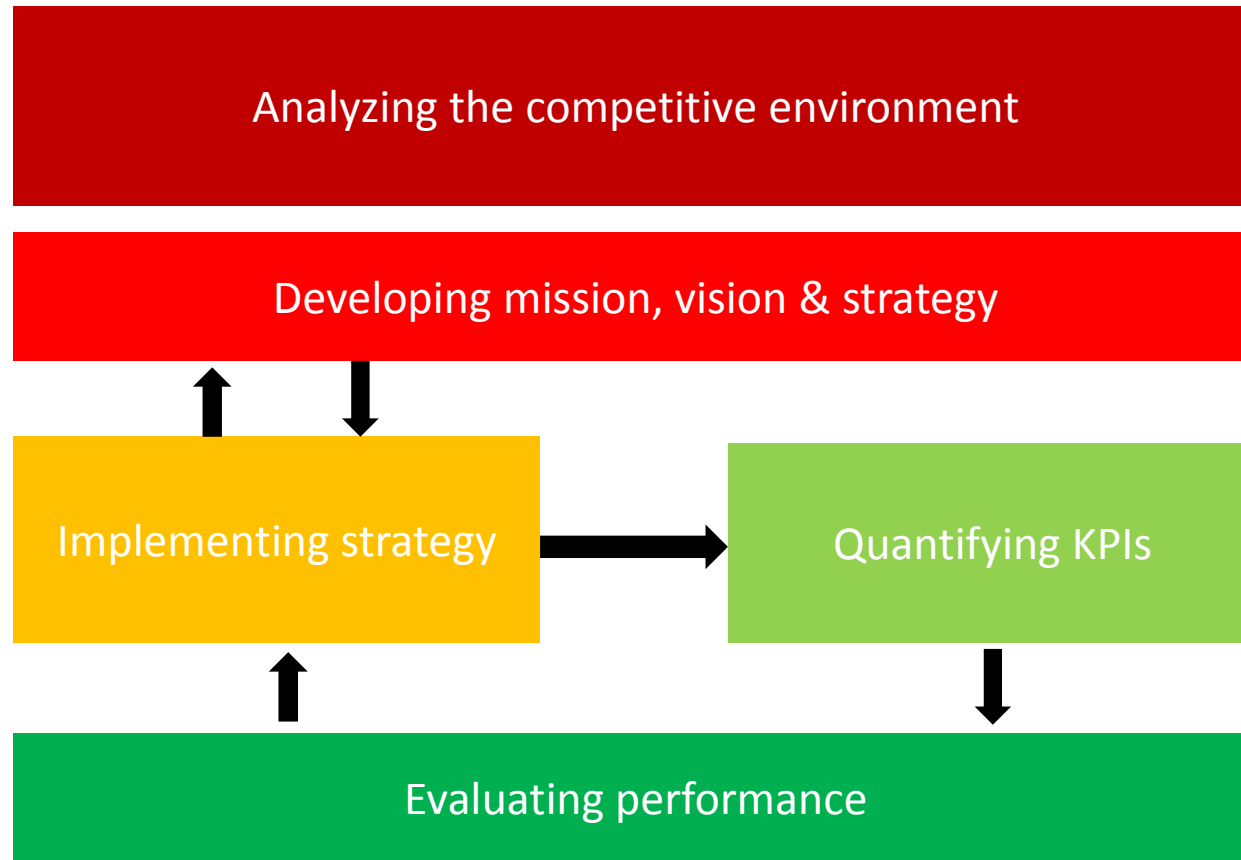 Analyzing the competitive environment
Developing mission, vision & strategy
Implementing strategy
Quantifying KPIs
Evaluating performance